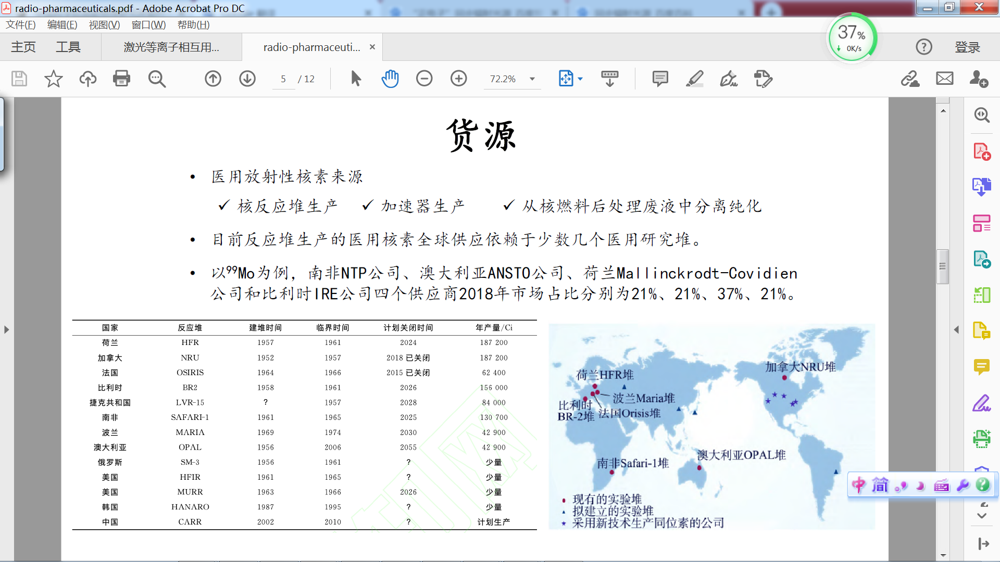 radio-pharmaceuticals.pdf - Adobe Acrobat Pro DC
文件(F) 编辑(E) 视图(V) 窗口(W) 帮助(H)
37%
0K/s
主页 工具 激光等离子相互用... radio-pharmaceuti... × 登录
5 / 12 72.2%
货源
• 医用放射性核素来源
✓ 核反应堆生产 ✓ 加速器生产 ✓ 从核燃料后处理废液中分离纯化
• 目前反应堆生产的医用核素全球供应依赖于少数几个医用研究堆。
• 以⁹⁹Mo为例，南非NTP公司、澳大利亚ANSTO公司、荷兰Mallinckrodt-Covidien
公司和比利时IRE公司四个供应商2018年市场占比分别为21%、21%、37%、21%。
国家 反应堆 建堆时间 临界时间 计划关闭时间 年产量/Ci
荷兰 HFR 1957 1961 2024 187 200
加拿大 NRU 1952 1957 2018 已关闭 187 200
法国 OSIRIS 1964 1966 2015 已关闭 62 400
比利时 BR2 1958 1961 2026 156 000
捷克共和国 LVR-15 ? 1957 2028 84 000
南非 SAFARI-1 1961 1965 2025 130 700
波兰 MARIA 1969 1974 2030 42 900
澳大利亚 OPAL 1956 2006 2055 42 900
俄罗斯 SM-3 1956 1961 ? 少量
美国 HFIR 1961 1965 ? 少量
美国 MURR 1963 1966 2026 少量
韩国 HANARO 1987 1995 ? 少量
中国 CARR 2002 2010 ? 计划生产
加拿大NRU堆
荷兰HFR堆
波兰Maria堆
比利时
BR-2堆
法国Orisis堆
澳大利亚OPAL堆
南非Safari-1堆
现有的实验堆
拟建立的实验堆
采用新技术生产同位素的公司
中 简